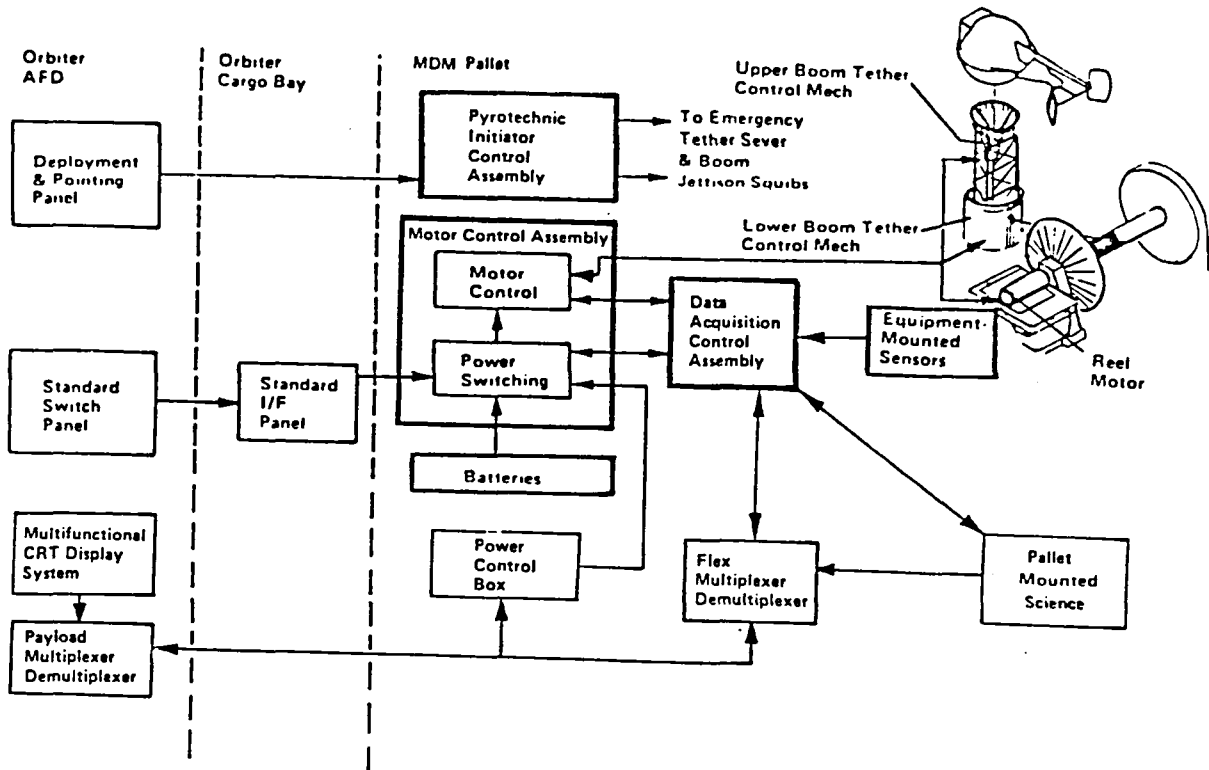 Orbiter
AFD
Orbiter
Cargo Bay
MDM Pallet
Upper Boom Tether
Control Mech
Deployment
& Pointing
Panel
Pyrotechnic
Initiator
Control
Assembly
To Emergency
Tether Sever
& Boom
Jettison Squibs
Lower Boom Tether
Control Mech
Motor Control Assembly
Motor
Control
Data
Acquisition
Control
Assembly
Equipment-
Mounted
Sensors
Reel
Motor
Power
Switching
Standard
Switch
Panel
Standard
I/F
Panel
Batteries
Multifunctional
CRT Display
System
Power
Control
Box
Flex
Multiplexer
Demultiplexer
Pallet
Mounted
Science
Payload
Multiplexer
Demultiplexer